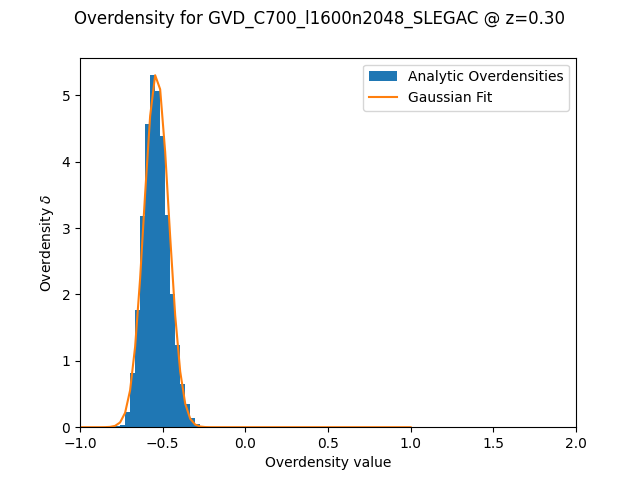 Overdensity for GVD_C700_l1600n2048_SLEGAC @ z=0.30
Analytic Overdensities
Gaussian Fit
Overdensity δ
5
4
3
2
1
0
−1.0 −0.5 0.0 0.5 1.0 1.5 2.0
Overdensity value